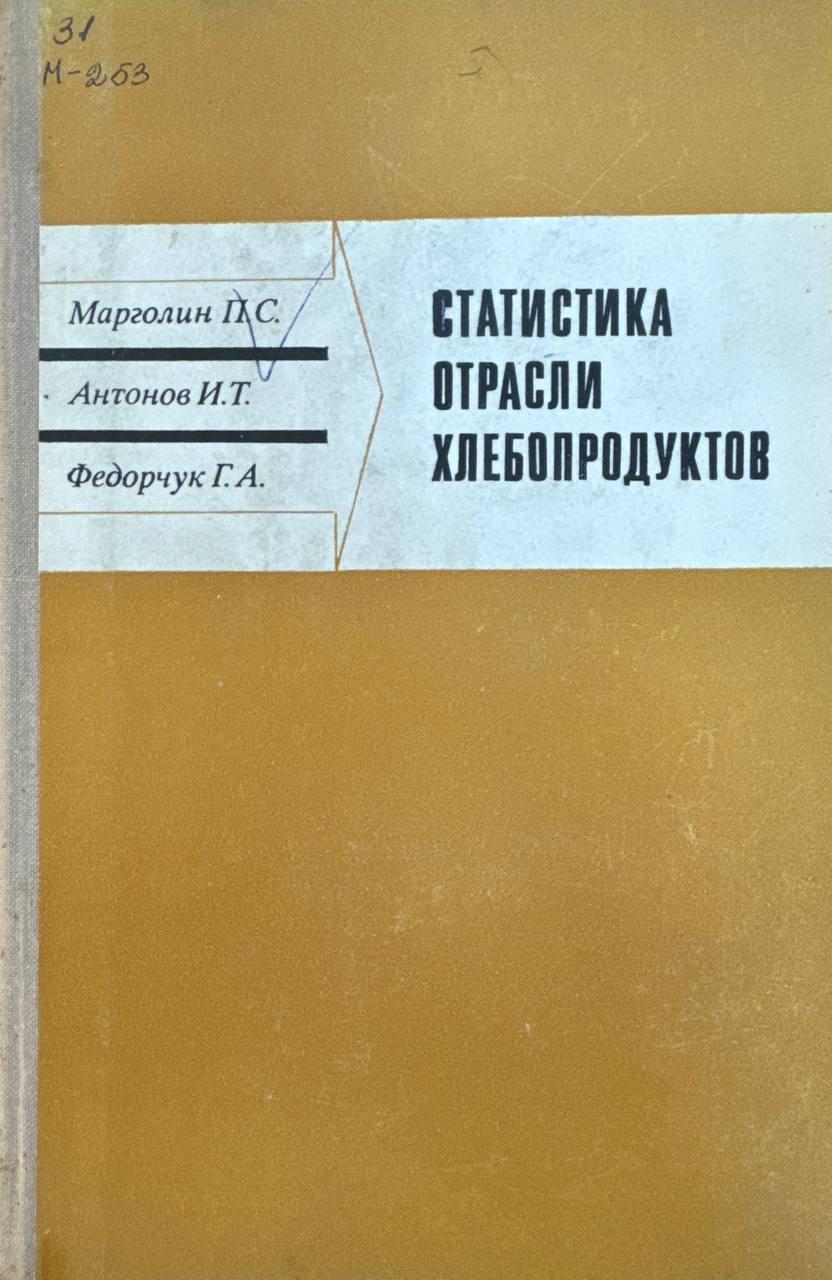 31
М-253
Марголин П.С.
Антонов И.Т.
Федорчук Г.А.
СТАТИСТИКА
ОТРАСЛИ
ХЛЕБОПРОДУКТОВ